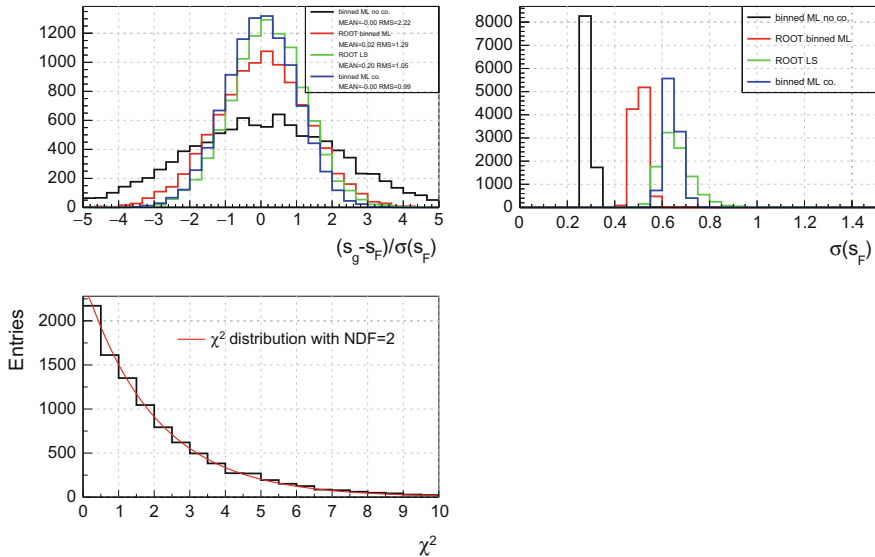 binned ML no co.
MEAN=-0.00 RMS=2.22
ROOT binned ML
MEAN=0.02 RMS=1.29
ROOT LS
MEAN=0.20 RMS=1.05
binned ML co.
MEAN=-0.00 RMS=0.99
1200
1000
800
600
400
200
0
−5 −4 −3 −2 −1 0 1 2 3 4 5
(s_g-s_F)/σ(s_F)
binned ML no co.
ROOT binned ML
ROOT LS
binned ML co.
8000
7000
6000
5000
4000
3000
2000
1000
0
0 0.2 0.4 0.6 0.8 1 1.2 1.4
σ(s_F)
Entries
2000
1500
1000
500
0
χ² distribution with NDF=2
0 1 2 3 4 5 6 7 8 9 10
χ²